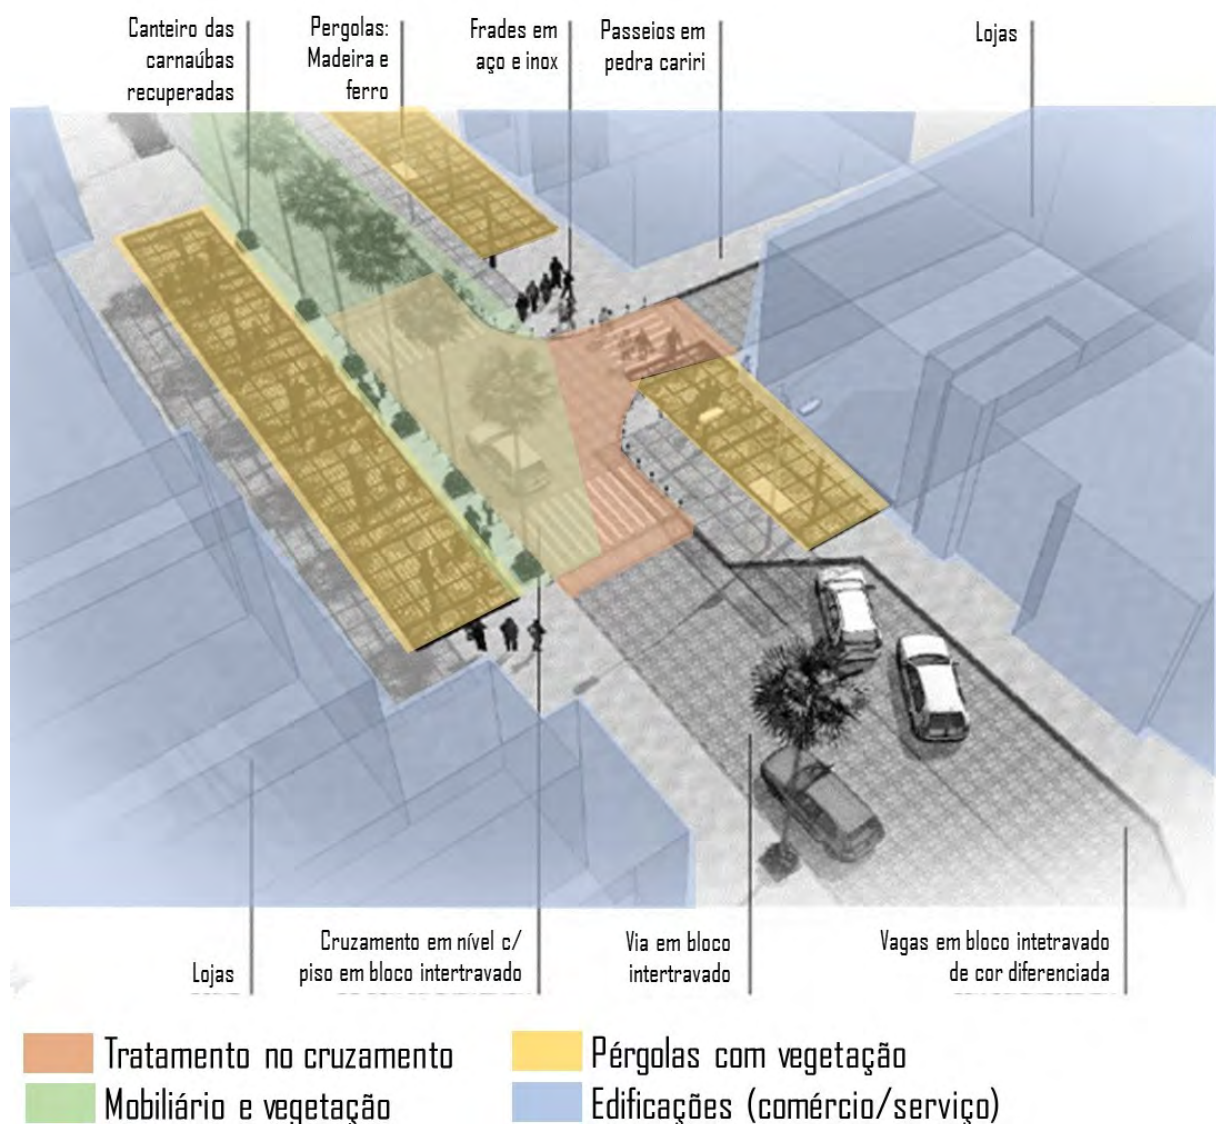 Canteiro das
carnaúbas
recuperadas
Pergolas:
Madeira e
ferro
Frades em
aço e inox
Passeios em
pedra cariri
Lojas
Lojas
Cruzamento em nível c/
piso em bloco intertravado
Via em bloco
intertravado
Vagas em bloco intetravado
de cor diferenciada
Tratamento no cruzamento
Pérgolas com vegetação
Mobiliário e vegetação
Edificações (comércio/serviço)